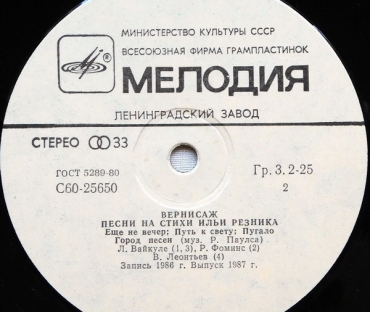 МИНИСТЕРСТВО КУЛЬТУРЫ СССР
ВСЕСОЮЗНАЯ ФИРМА ГРАМПЛАСТИНОК
МЕЛОДИЯ
ЛЕНИНГРАДСКИЙ ЗАВОД
СТЕРЕО 33
ГОСТ 5289-80
Гр. 3. 2-25
С60-25650
2
ВЕРНИСАЖ
ПЕСНИ НА СТИХИ ИЛЬИ РЕЗНИКА
Еще не вечер; Путь к свету; Пугало
Город песен (муз. Р. Паулса)
Л. Вайкуле (1, 3), Р. Фоминс (2)
В. Леонтьев (4)
Запись 1986 г. Выпуск 1987 г.